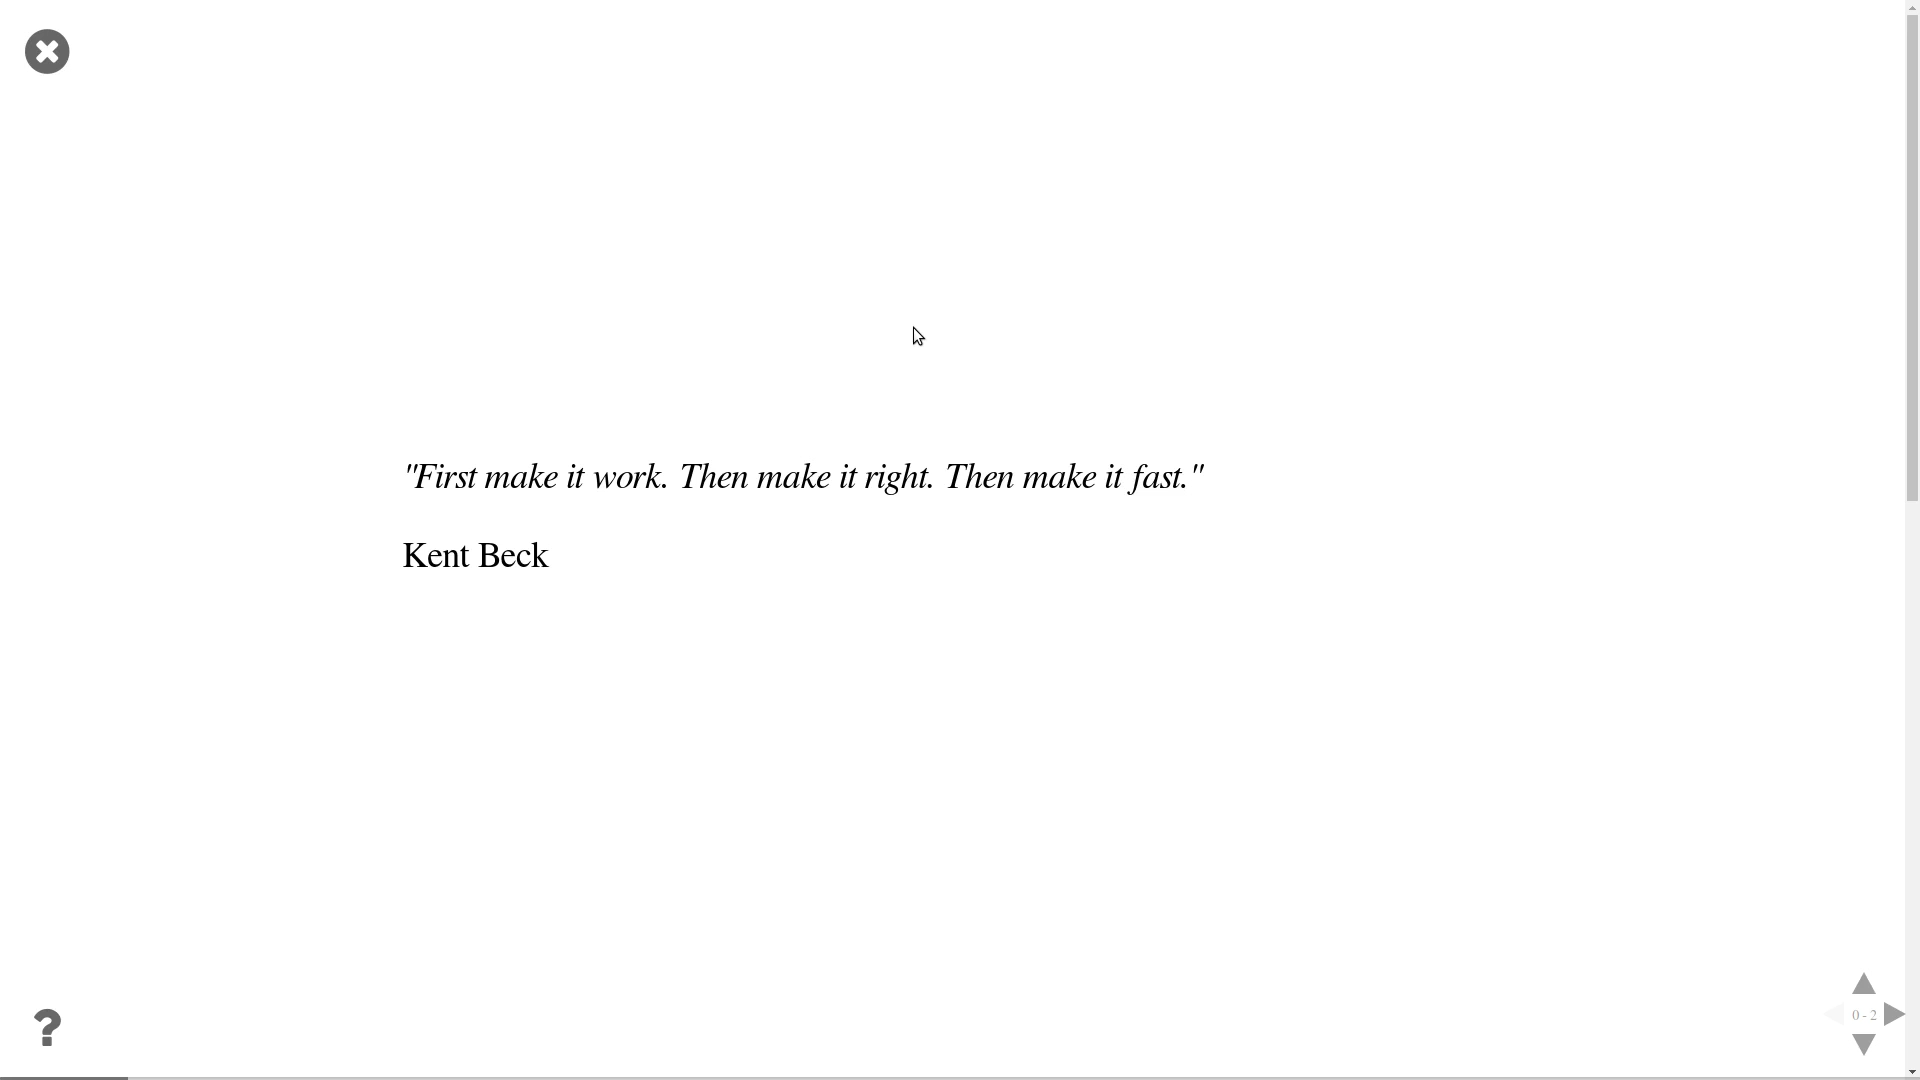 "First make it work. Then make it right. Then make it fast."
Kent Beck
?
0 - 2